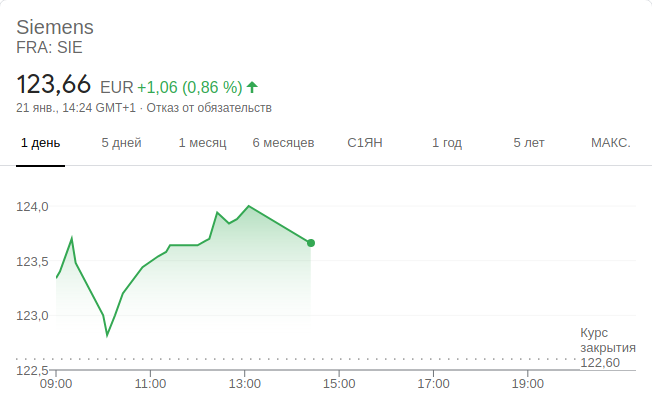 Siemens
FRA: SIE
123,66 EUR +1,06 (0,86 %)
21 янв., 14:24 GMT+1 · Отказ от обязательств
1 день 5 дней 1 месяц 6 месяцев С1ЯН 1 год 5 лет МАКС.
124,0
123,5
123,0
Курс
закрытия
122,60
122,5
09:00 11:00 13:00 15:00 17:00 19:00